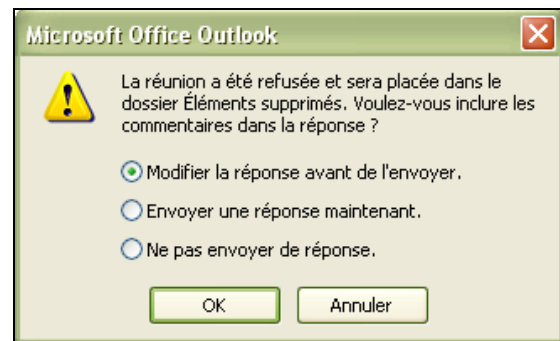 Microsoft Office Outlook
La réunion a été refusée et sera placée dans le
dossier Éléments supprimés. Voulez-vous inclure les
commentaires dans la réponse ?
Modifier la réponse avant de l'envoyer.
Envoyer une réponse maintenant.
Ne pas envoyer de réponse.
OK
Annuler